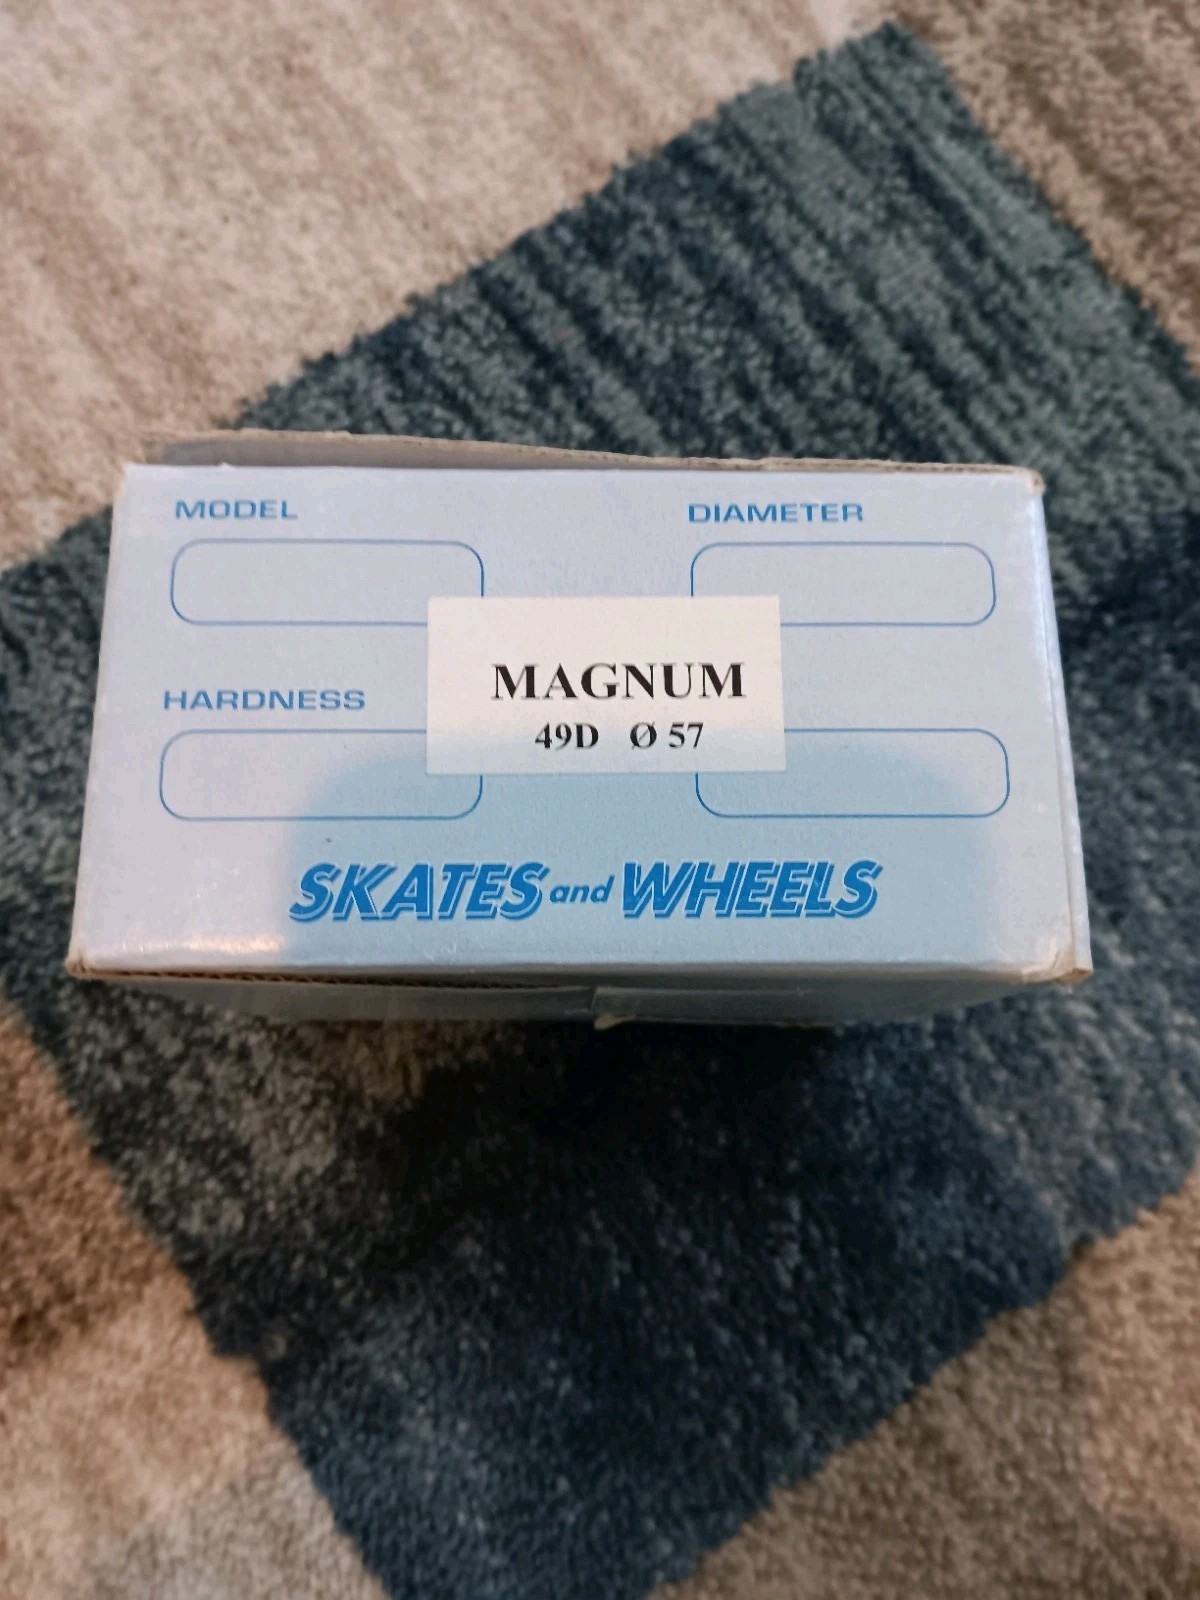 MODEL
DIAMETER
MAGNUM
49D Ø 57
HARDNESS
SKATES and WHEELS